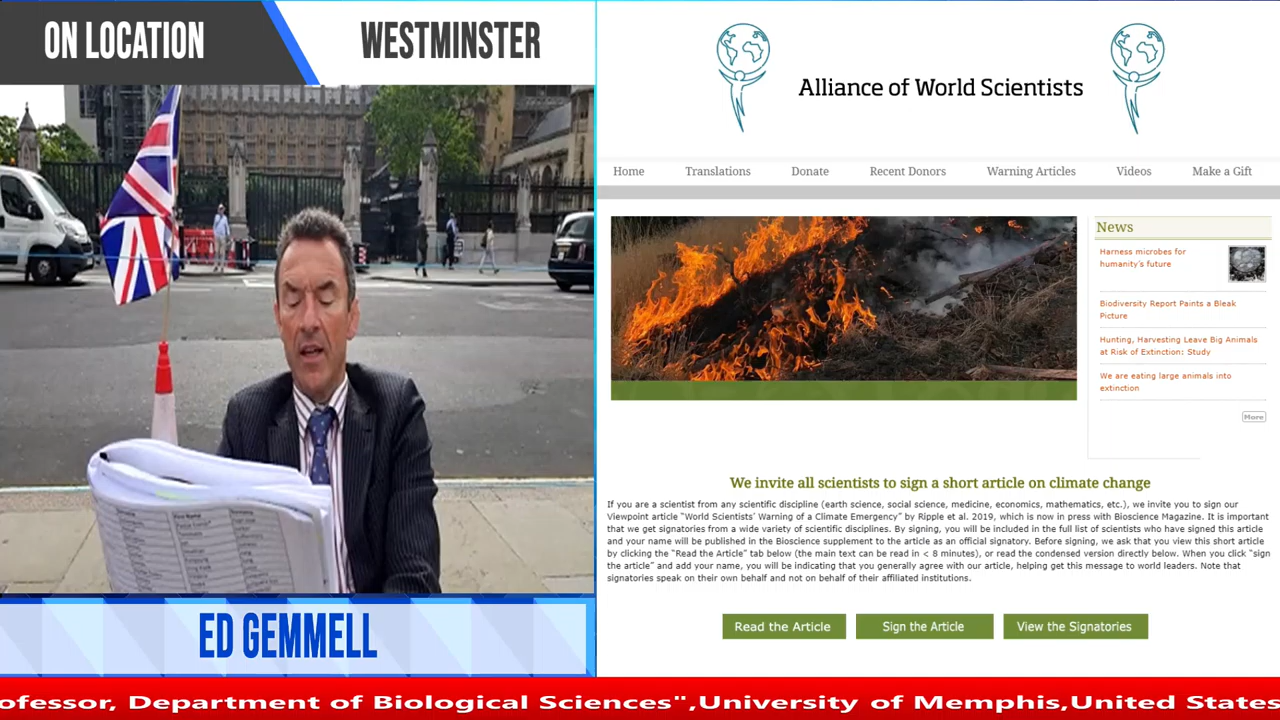 ON LOCATION
WESTMINSTER
ED GEMMELL
Alliance of World Scientists
Home Translations Donate Recent Donors Warning Articles Videos Make a Gift
News
Harness microbes for
humanity's future
Biodiversity Report Paints a Bleak
Picture
Hunting, Harvesting Leave Big Animals
at Risk of Extinction: Study
We are eating large animals into
extinction
More
We invite all scientists to sign a short article on climate change
If you are a scientist from any scientific discipline (earth science, social science, medicine, economics, mathematics, etc.), we invite you to sign our
Viewpoint article “World Scientists’ Warning of a Climate Emergency” by Ripple et al. 2019, which is now in press with Bioscience Magazine. It is important
that we get signatories from a wide variety of scientific disciplines. By signing, you will be included in the full list of scientists who have signed this article
and your name will be published in the Bioscience supplement to the article as an official signatory. Before signing, we ask that you view this short article
by clicking the “Read the Article” tab below (the main text can be read in < 8 minutes), or read the condensed version directly below. When you click “sign
the article” and add your name, you will be indicating that you generally agree with our article, helping get this message to world leaders. Note that
signatories speak on their own behalf and not on behalf of their affiliated institutions.
Read the Article Sign the Article View the Signatories
ofessor, Department of Biological Sciences",University of Memphis,United States